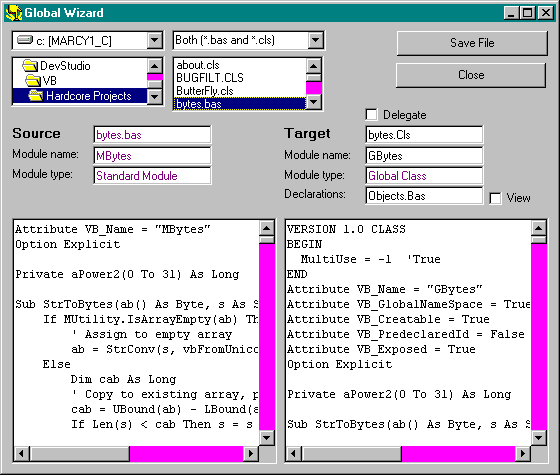 Global Wizard
c: [MARCY1_C]
Both (*.bas and *.cls)
Save File
DevStudio
VB
Hardcore Projects
about.cls
BUGFILT.CLS
ButterFly.cls
bytes.bas
Close
Delegate
Source
bytes.bas
Module name:
MBytes
Module type:
Standard Module
Target
bytes.Cls
Module name:
GBytes
Module type:
Global Class
Declarations:
Objects.Bas
View
Attribute VB_Name = "MBytes"
Option Explicit
Private aPower2(0 To 31) As Long
Sub StrToBytes(ab() As Byte, s As S
If MUtility.IsArrayEmpty(ab) The
' Assign to empty array
ab = StrConv(s, vbFromUnico
Else
Dim cab As Long
' Copy to existing array, p
cab = UBound(ab) - LBound(a
If Len(s) < cab Then s = s
VERSION 1.0 CLASS
BEGIN
MultiUse = -1 'True
END
Attribute VB_Name = "GBytes"
Attribute VB_GlobalNameSpace = True
Attribute VB_Creatable = True
Attribute VB_PredeclaredId = False
Attribute VB_Exposed = True
Option Explicit
Private aPower2(0 To 31) As Long
Sub StrToBytes(ab() As Byte, s As S